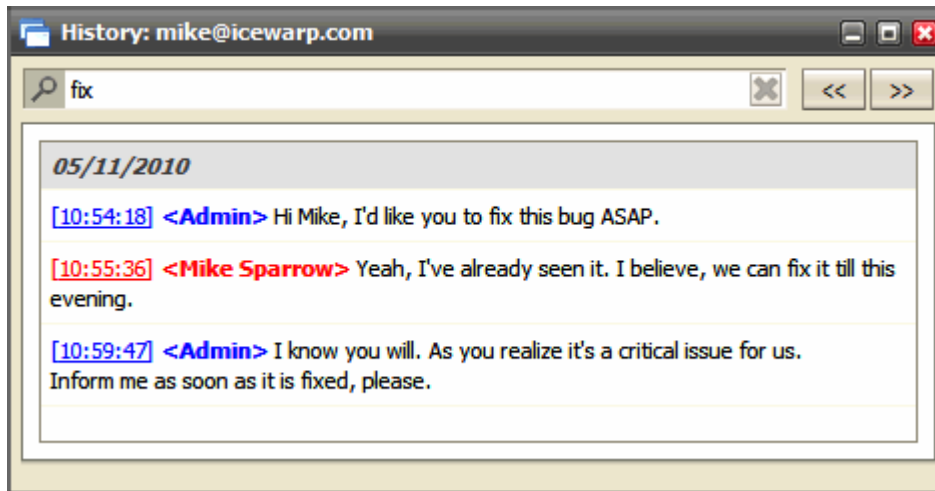 History: mike@icewarp.com
fix
<< >>
05/11/2010
[10:54:18] <Admin> Hi Mike, I'd like you to fix this bug ASAP.
[10:55:36] <Mike Sparrow> Yeah, I've already seen it. I believe, we can fix it till this
evening.
[10:59:47] <Admin> I know you will. As you realize it's a critical issue for us.
Inform me as soon as it is fixed, please.